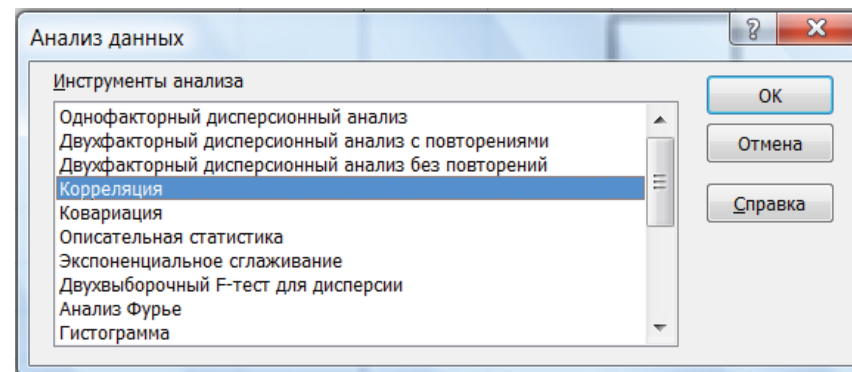 Анализ данных
Инструменты анализа
Однофакторный дисперсионный анализ
Двухфакторный дисперсионный анализ с повторениями
Двухфакторный дисперсионный анализ без повторений
Корреляция
Ковариация
Описательная статистика
Экспоненциальное сглаживание
Двухвыборочный F-тест для дисперсии
Анализ Фурье
Гистограмма
ОК
Отмена
Справка